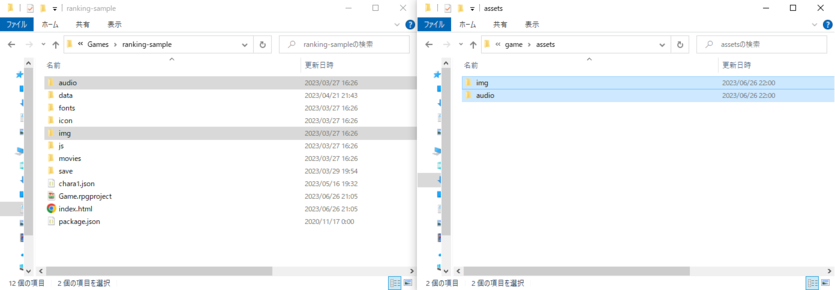 ranking-sample
ファイル ホーム 共有 表示
« Games › ranking-sample
ranking-sampleの検索
名前 更新日時
audio 2023/03/27 16:26
data 2023/04/21 21:43
fonts 2023/03/27 16:26
icon 2023/03/27 16:26
img 2023/03/27 16:26
js 2023/03/27 16:26
movies 2023/03/27 16:26
save 2023/03/29 19:54
chara1.json 2023/05/16 19:32
Game.rpgproject 2023/06/26 21:05
index.html 2023/06/26 21:05
package.json 2020/11/17 0:00
12 個の項目 2 個の項目を選択
assets
ファイル ホーム 共有 表示
« game › assets
assetsの検索
名前 更新日時
img 2023/06/26 22:00
audio 2023/06/26 22:00
2 個の項目 2 個の項目を選択